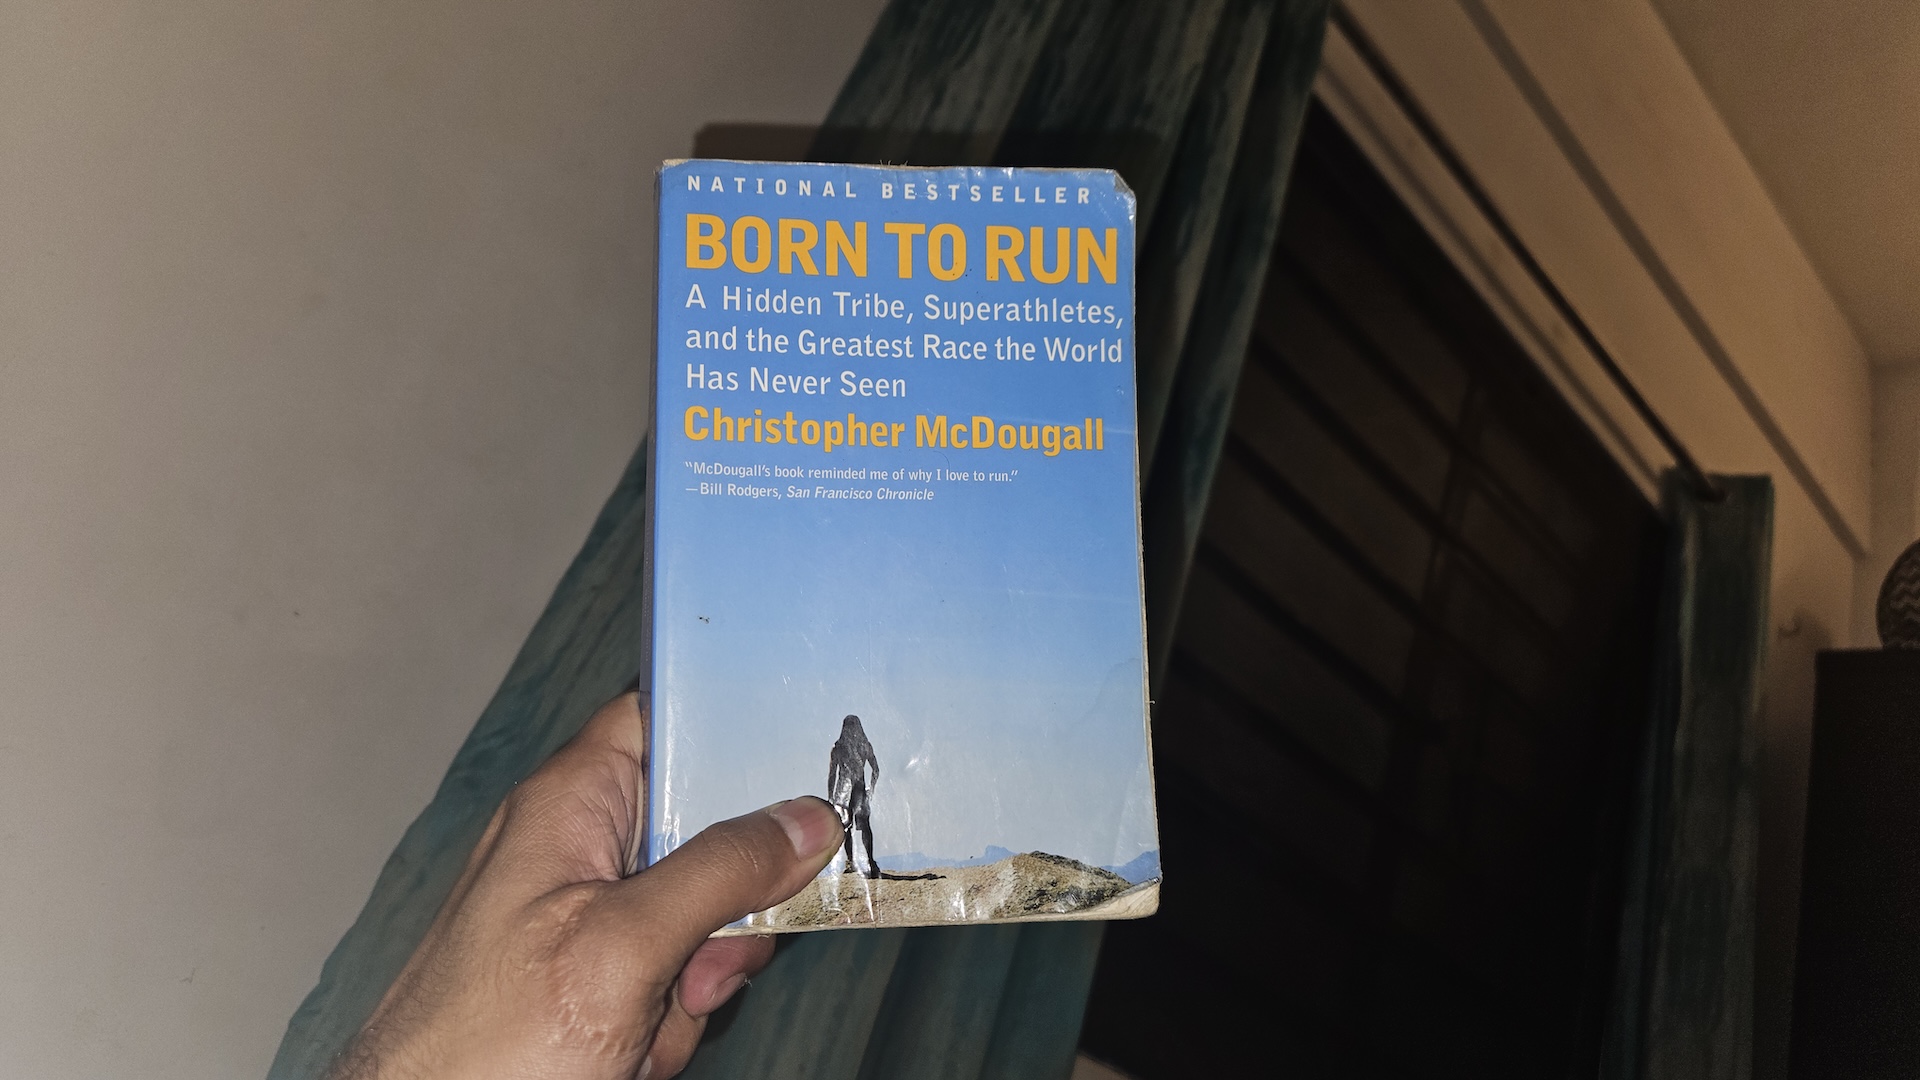 NATIONAL BESTSELLER
BORN TO RUN
A Hidden Tribe, Superathletes,
and the Greatest Race the World
Has Never Seen
Christopher McDougall
“McDougall’s book reminded me of why I love to run.”
—Bill Rodgers, San Francisco Chronicle